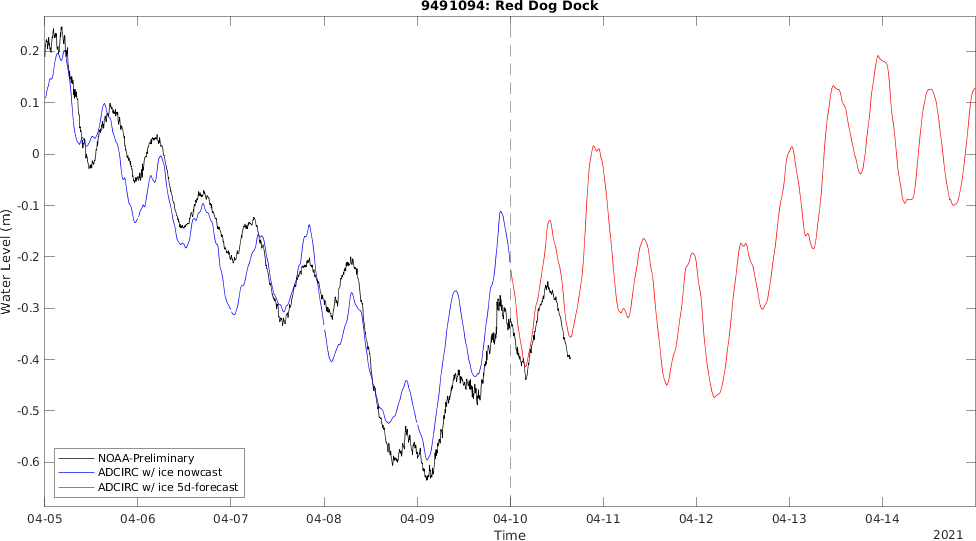 9491094: Red Dog Dock
Water Level (m)
0.2
0.1
0
-0.1
-0.2
-0.3
-0.4
-0.5
-0.6
NOAA-Preliminary
ADCIRC w/ ice nowcast
ADCIRC w/ ice 5d-forecast
04-05 04-06 04-07 04-08 04-09 04-10 04-11 04-12 04-13 04-14
Time
2021